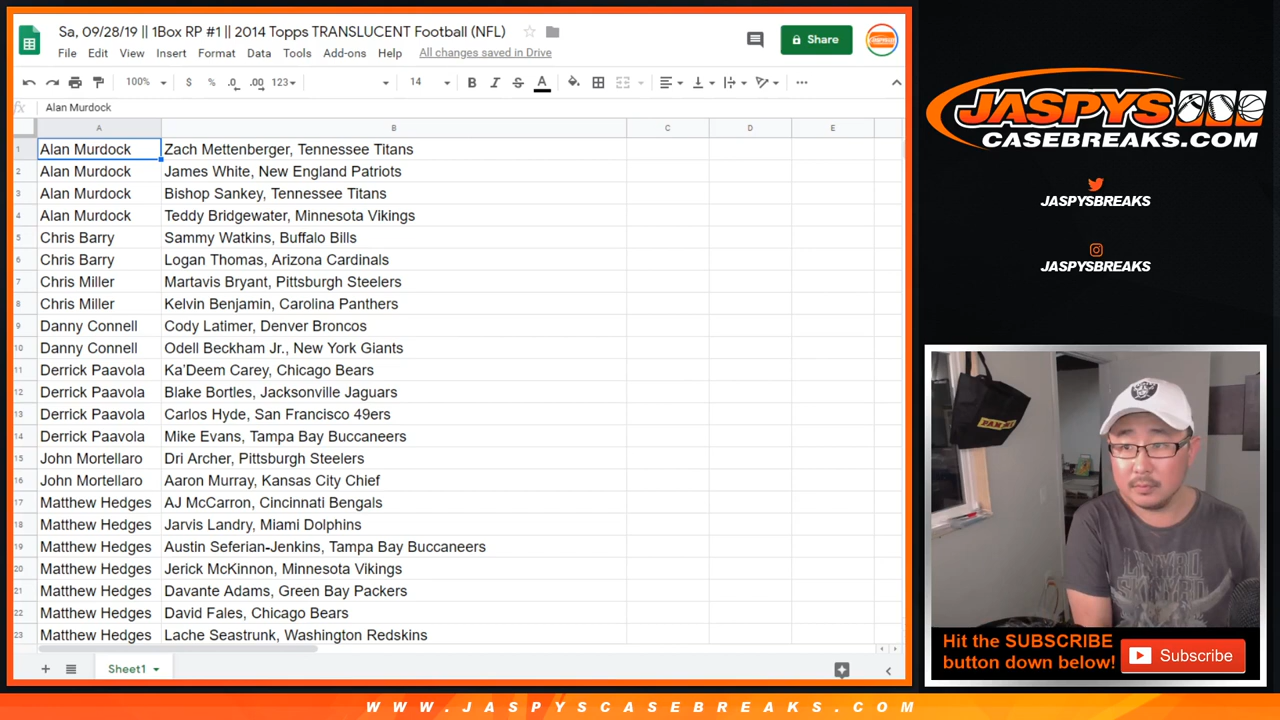 Sa, 09/28/19 || 1Box RP #1 || 2014 Topps TRANSLUCENT Football (NFL)
File Edit View Insert Format Data Tools Add-ons Help All changes saved in Drive
Share
100% $ % .0 .00 123 14 B I S A
fx Alan Murdock
A B C D E
1 Alan Murdock Zach Mettenberger, Tennessee Titans
2 Alan Murdock James White, New England Patriots
3 Alan Murdock Bishop Sankey, Tennessee Titans
4 Alan Murdock Teddy Bridgewater, Minnesota Vikings
5 Chris Barry Sammy Watkins, Buffalo Bills
6 Chris Barry Logan Thomas, Arizona Cardinals
7 Chris Miller Martavis Bryant, Pittsburgh Steelers
8 Chris Miller Kelvin Benjamin, Carolina Panthers
9 Danny Connell Cody Latimer, Denver Broncos
10 Danny Connell Odell Beckham Jr., New York Giants
11 Derrick Paavola Ka'Deem Carey, Chicago Bears
12 Derrick Paavola Blake Bortles, Jacksonville Jaguars
13 Derrick Paavola Carlos Hyde, San Francisco 49ers
14 Derrick Paavola Mike Evans, Tampa Bay Buccaneers
15 John Mortellaro Dri Archer, Pittsburgh Steelers
16 John Mortellaro Aaron Murray, Kansas City Chief
17 Matthew Hedges AJ McCarron, Cincinnati Bengals
18 Matthew Hedges Jarvis Landry, Miami Dolphins
19 Matthew Hedges Austin Seferian-Jenkins, Tampa Bay Buccaneers
20 Matthew Hedges Jerick McKinnon, Minnesota Vikings
21 Matthew Hedges Davante Adams, Green Bay Packers
22 Matthew Hedges David Fales, Chicago Bears
23 Matthew Hedges Lache Seastrunk, Washington Redskins
Sheet1
JASPYS
CASEBREAKS.COM
JASPYSBREAKS
JASPYSBREAKS
LYNYRD
SKYNYRD
Hit the SUBSCRIBE
button down below!
Subscribe
WWW.JASPYSCASEBREAKS.COM